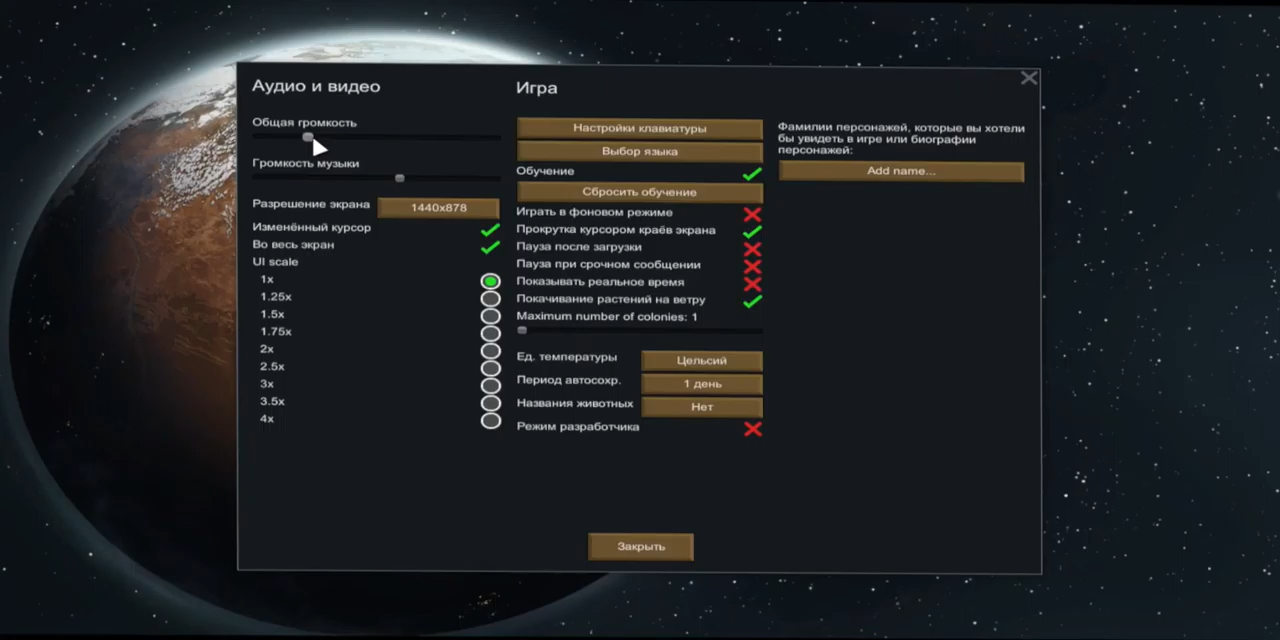 Аудио и видео
Общая громкость
Громкость музыки
Разрешение экрана 1440x878
Изменённый курсор
Во весь экран
UI scale
1x
1.25x
1.5x
1.75x
2x
2.5x
3x
3.5x
4x
Игра
Настройки клавиатуры
Выбор языка
Обучение
Сбросить обучение
Играть в фоновом режиме
Прокрутка курсором краёв экрана
Пауза после загрузки
Пауза при срочном сообщении
Показывать реальное время
Покачивание растений на ветру
Maximum number of colonies: 1
Ед. температуры Цельсий
Период автосохр. 1 день
Названия животных Нет
Режим разработчика
Фамилии персонажей, которые вы хотели
бы увидеть в игре или биографии
персонажей:
Add name...
Закрыть